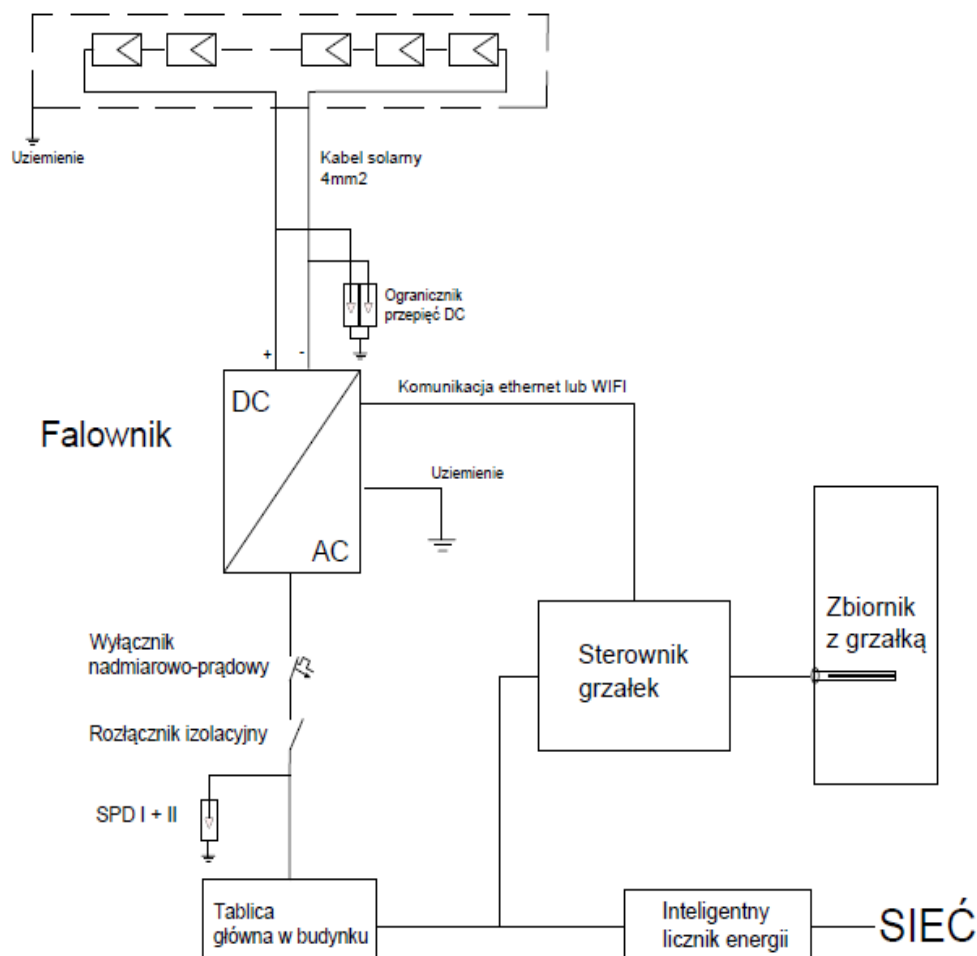 Uziemienie
Kabel solarny
4mm2
Ogranicznik
przepięć DC
+
-
DC
Komunikacja ethernet lub WIFI
Falownik
Uziemienie
AC
Zbiornik
z grzałką
Wyłącznik
nadmiarowo-prądowy
Sterownik
grzałek
Rozłącznik izolacyjny
SPD I + II
Tablica
główna w budynku
Inteligentny
licznik energii
SIEĆ